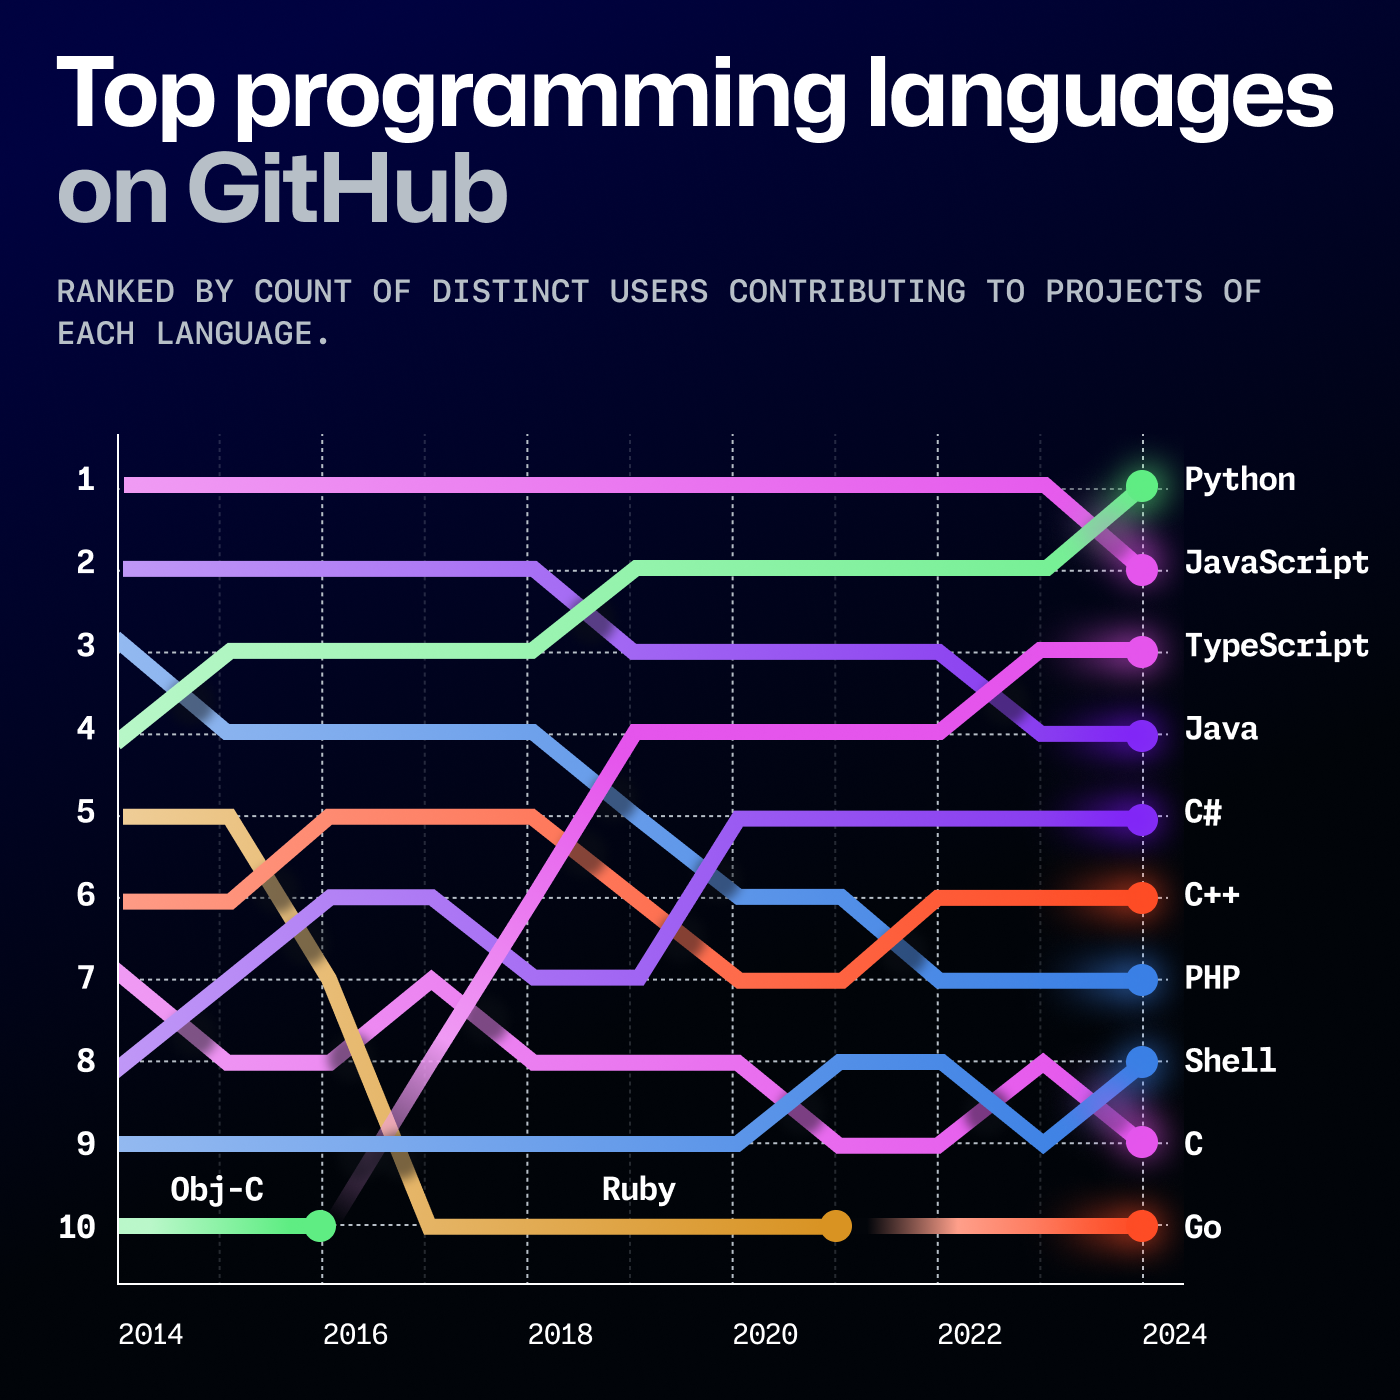 Top programming languages
on GitHub
RANKED BY COUNT OF DISTINCT USERS CONTRIBUTING TO PROJECTS OF
EACH LANGUAGE.
1 Python
2 JavaScript
3 TypeScript
4 Java
5 C#
6 C++
7 PHP
8 Shell
9 C
Obj-C Ruby
10 Go
2014 2016 2018 2020 2022 2024